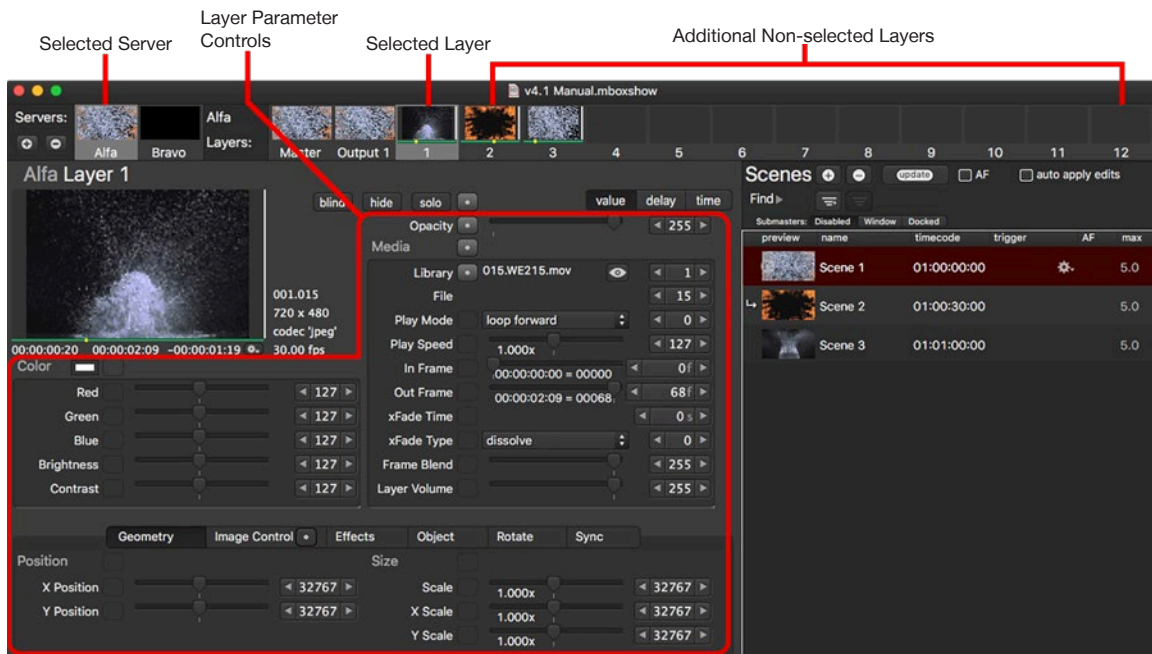 Layer Parameter
Controls
Selected Server
Selected Layer
Additional Non-selected Layers
v4.1 Manual.mboxshow
Servers:
Alfa
Bravo
Alfa
Layers:
Master
Output 1
1
2
3
4
5
6
7
8
9
10
11
12
Alfa Layer 1
blind
hide
solo
value
delay
time
001.015
720 x 480
codec 'jpeg'
30.00 fps
00:00:00:20 00:00:02:09 -00:00:01:19
Opacity 255
Media
Library 015.WE215.mov 1
File 15
Play Mode loop forward 0
Play Speed 1.000x 127
In Frame 00:00:00:00 = 00000 0f
Out Frame 00:00:02:09 = 00068 68f
xFade Time 0 s
xFade Type dissolve 0
Frame Blend 255
Layer Volume 255
Color
Red 127
Green 127
Blue 127
Brightness 127
Contrast 127
Geometry
Image Control
Effects
Object
Rotate
Sync
Position
X Position 32767
Y Position 32767
Size
Scale 1.000x 32767
X Scale 1.000x 32767
Y Scale 1.000x 32767
Scenes update AF auto apply edits
Find
Submasters: Disabled Window Docked
preview name timecode trigger AF max
Scene 1 01:00:00:00 5.0
Scene 2 01:00:30:00 5.0
Scene 3 01:01:00:00 5.0